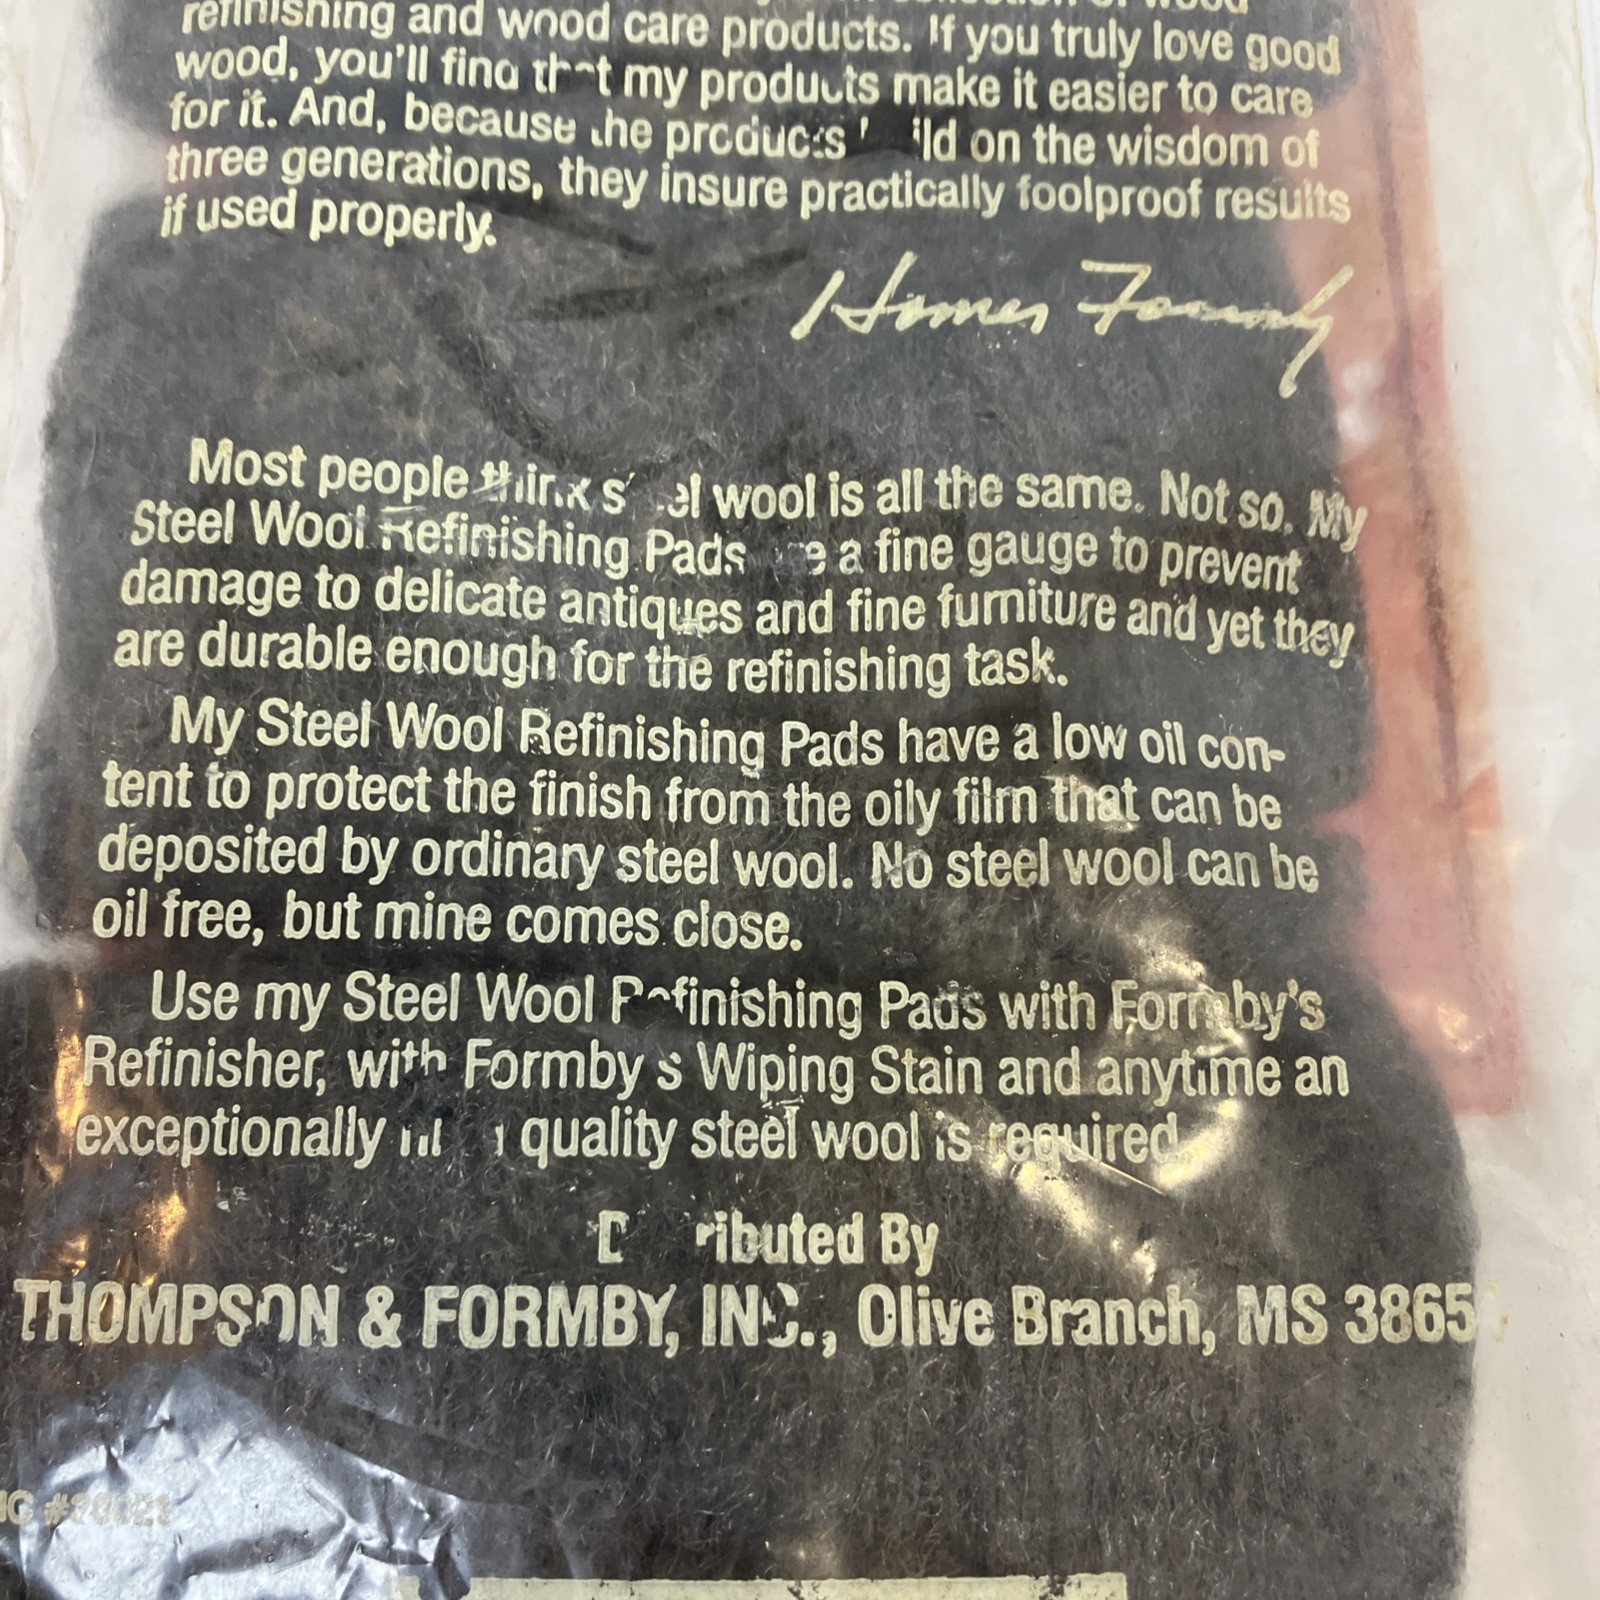 refinishing and wood care products. If you truly love good
wood, you'll find that my products make it easier to care
for it. And, because the products build on the wisdom of
three generations, they insure practically foolproof results
if used properly.
Homer Formby
Most people think steel wool is all the same. Not so. My
Steel Wool Refinishing Pads are a fine gauge to prevent
damage to delicate antiques and fine furniture and yet they
are durable enough for the refinishing task.
My Steel Wool Refinishing Pads have a low oil con-
tent to protect the finish from the oily film that can be
deposited by ordinary steel wool. No steel wool can be
oil free, but mine comes close.
Use my Steel Wool Refinishing Pads with Formby's
Refinisher, with Formby's Wiping Stain and anytime an
exceptionally quality steel wool is required.
Distributed By
THOMPSON & FORMBY, INC., Olive Branch, MS